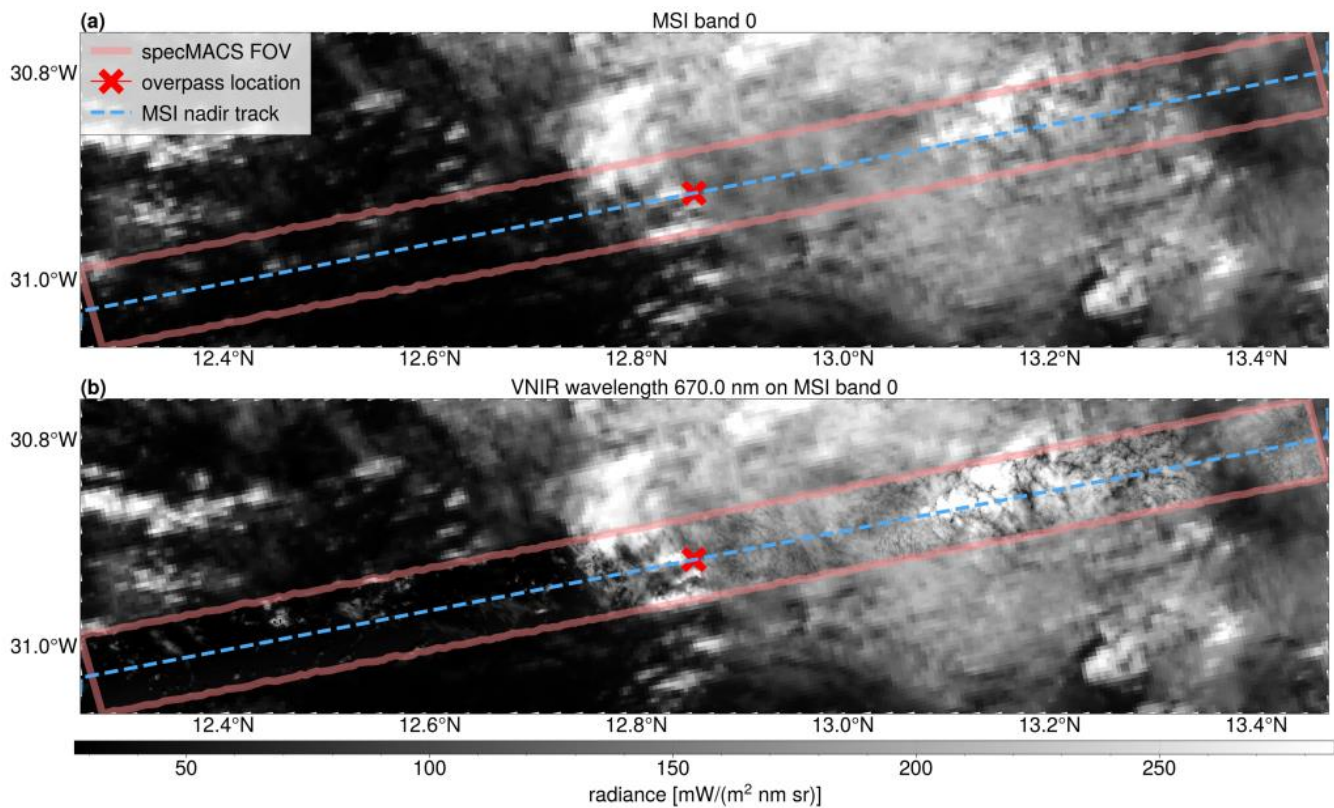 (a)
MSI band 0
specMACS FOV
overpass location
MSI nadir track
30.8°W
31.0°W
12.4°N 12.6°N 12.8°N 13.0°N 13.2°N 13.4°N
(b)
VNIR wavelength 670.0 nm on MSI band 0
30.8°W
31.0°W
12.4°N 12.6°N 12.8°N 13.0°N 13.2°N 13.4°N
50 100 150 200 250
radiance [mW/(m² nm sr)]